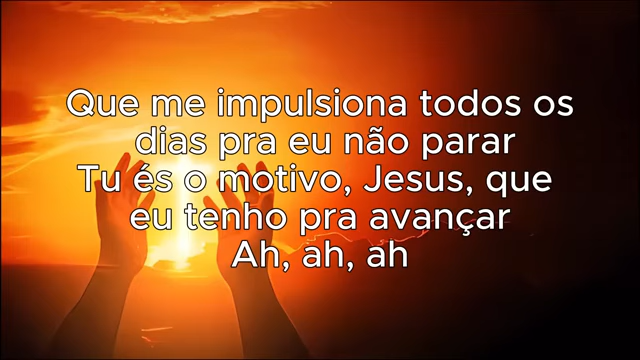 Que me impulsiona todos os
dias pra eu não parar
Tu és o motivo, Jesus, que
eu tenho pra avançar
Ah, ah, ah